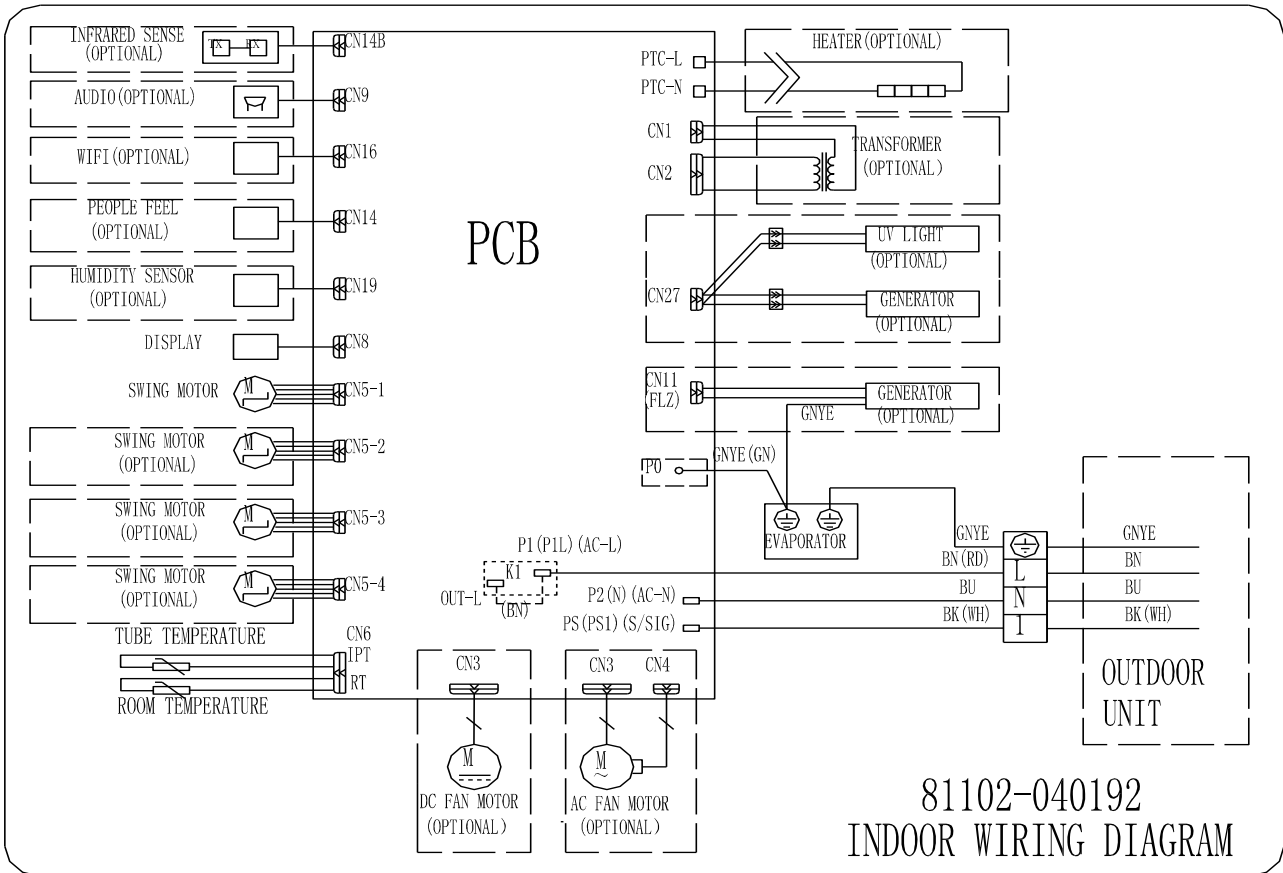 INFRARED SENSE
(OPTIONAL)
TX
RX
CN14B
AUDIO(OPTIONAL)
CN9
WIFI(OPTIONAL)
CN16
PEOPLE FEEL
(OPTIONAL)
CN14
HUMIDITY SENSOR
(OPTIONAL)
CN19
DISPLAY
CN8
SWING MOTOR
M
CN5-1
SWING MOTOR
(OPTIONAL)
M
CN5-2
SWING MOTOR
(OPTIONAL)
M
CN5-3
SWING MOTOR
(OPTIONAL)
M
CN5-4
TUBE TEMPERATURE
CN6
IPT
RT
ROOM TEMPERATURE
PCB
PTC-L
PTC-N
HEATER(OPTIONAL)
CN1
CN2
TRANSFORMER
(OPTIONAL)
CN27
UV LIGHT
(OPTIONAL)
GENERATOR
(OPTIONAL)
CN11
(FLZ)
GENERATOR
(OPTIONAL)
GNYE
P0
GNYE(GN)
EVAPORATOR
P1(P1L)(AC-L)
K1
OUT-L
(BN)
P2(N)(AC-N)
PS(PS1)(S/SIG)
GNYE
BN(RD)
BU
BK(WH)
L
N
1
GNYE
BN
BU
BK(WH)
OUTDOOR
UNIT
CN3
M
DC FAN MOTOR
(OPTIONAL)
CN3
CN4
M
~
AC FAN MOTOR
(OPTIONAL)
81102-040192
INDOOR WIRING DIAGRAM